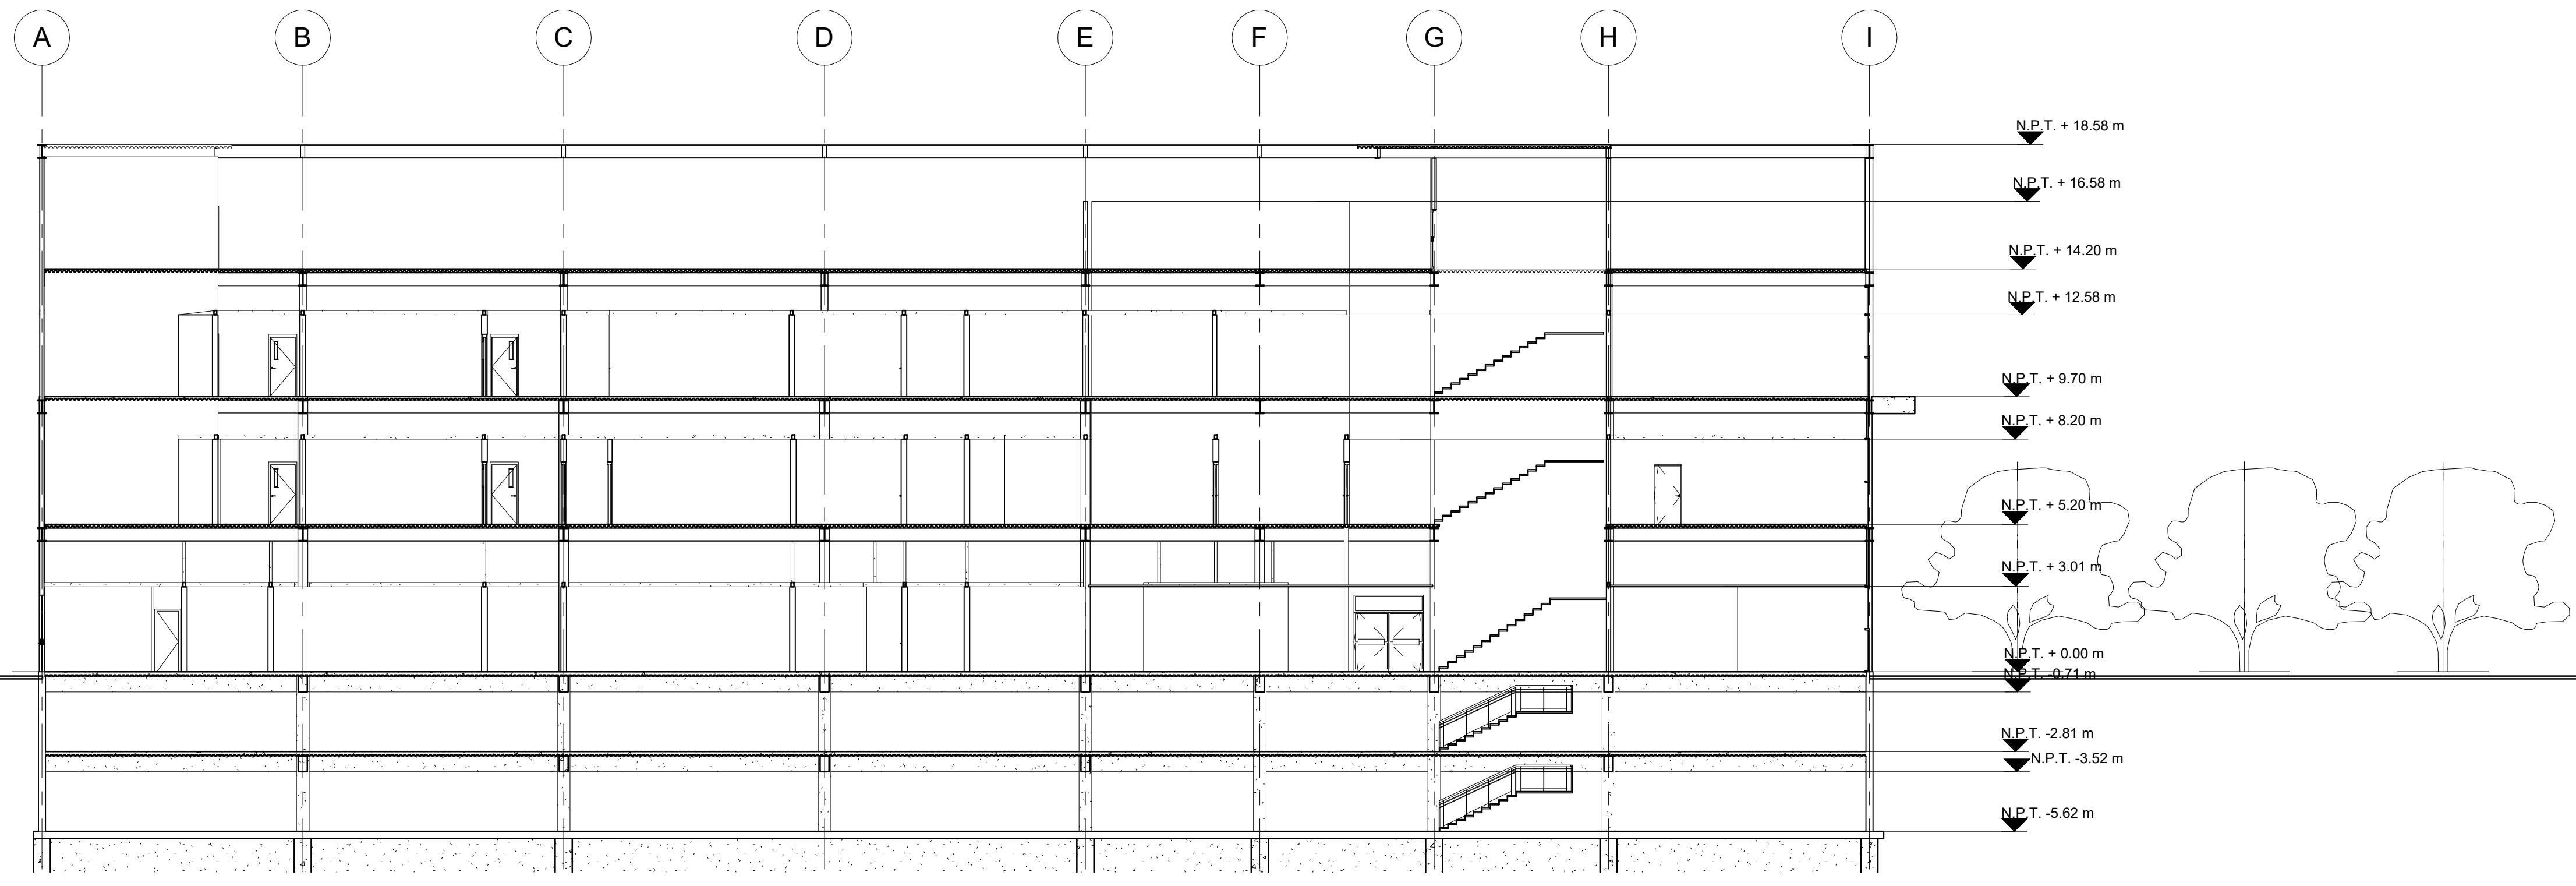 A B C D E F G H I
N.P.T. + 18.58 m
N.P.T. + 16.58 m
N.P.T. + 14.20 m
N.P.T. + 12.58 m
N.P.T. + 9.70 m
N.P.T. + 8.20 m
N.P.T. + 5.20 m
N.P.T. + 3.01 m
N.P.T. + 0.00 m
N.P.T. -0.71 m
N.P.T. -2.81 m
N.P.T. -3.52 m
N.P.T. -5.62 m